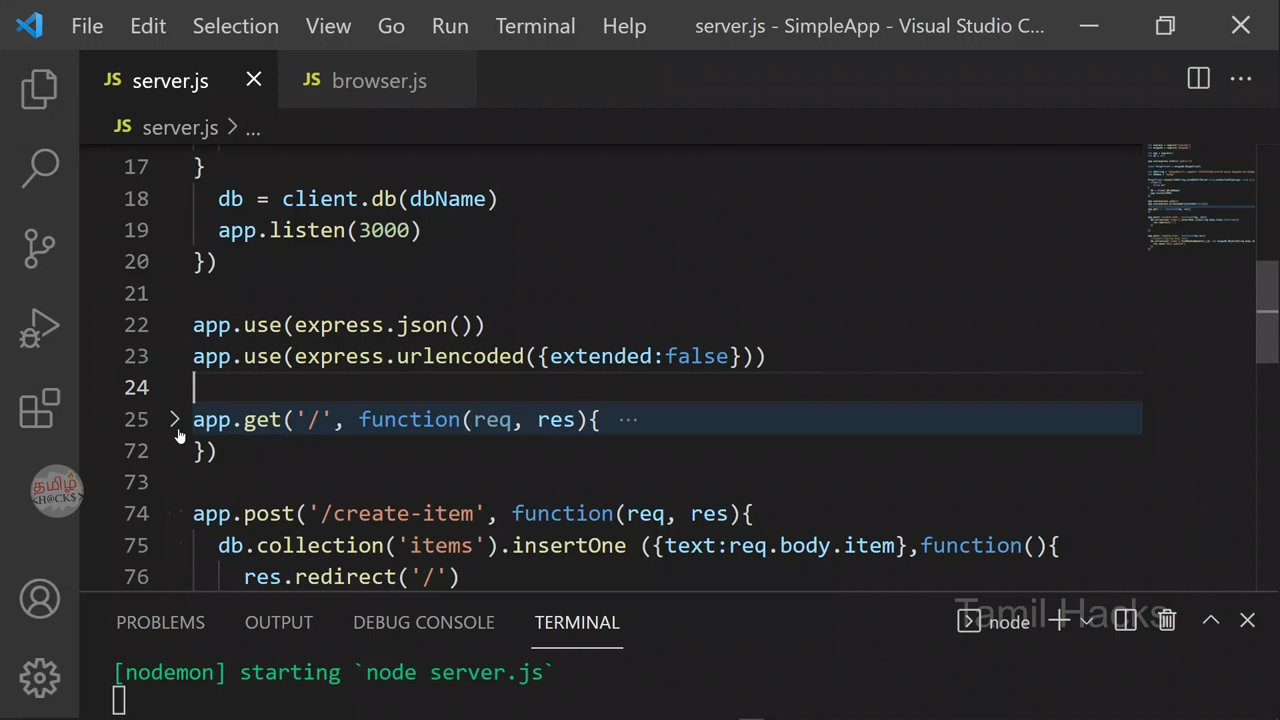 File Edit Selection View Go Run Terminal Help server.js - SimpleApp - Visual Studio C...
JS server.js JS browser.js
JS server.js > ...
17 }
18 db = client.db(dbName)
19 app.listen(3000)
20 })
21
22 app.use(express.json())
23 app.use(express.urlencoded({extended:false}))
24
25 app.get('/', function(req, res){ ...
72 })
73
74 app.post('/create-item', function(req, res){
75 db.collection('items').insertOne ({text:req.body.item},function(){
76 res.redirect('/')
தமிழ்
<H@CK$>
PROBLEMS OUTPUT DEBUG CONSOLE TERMINAL node
Tamil Hacks
[nodemon] starting `node server.js`